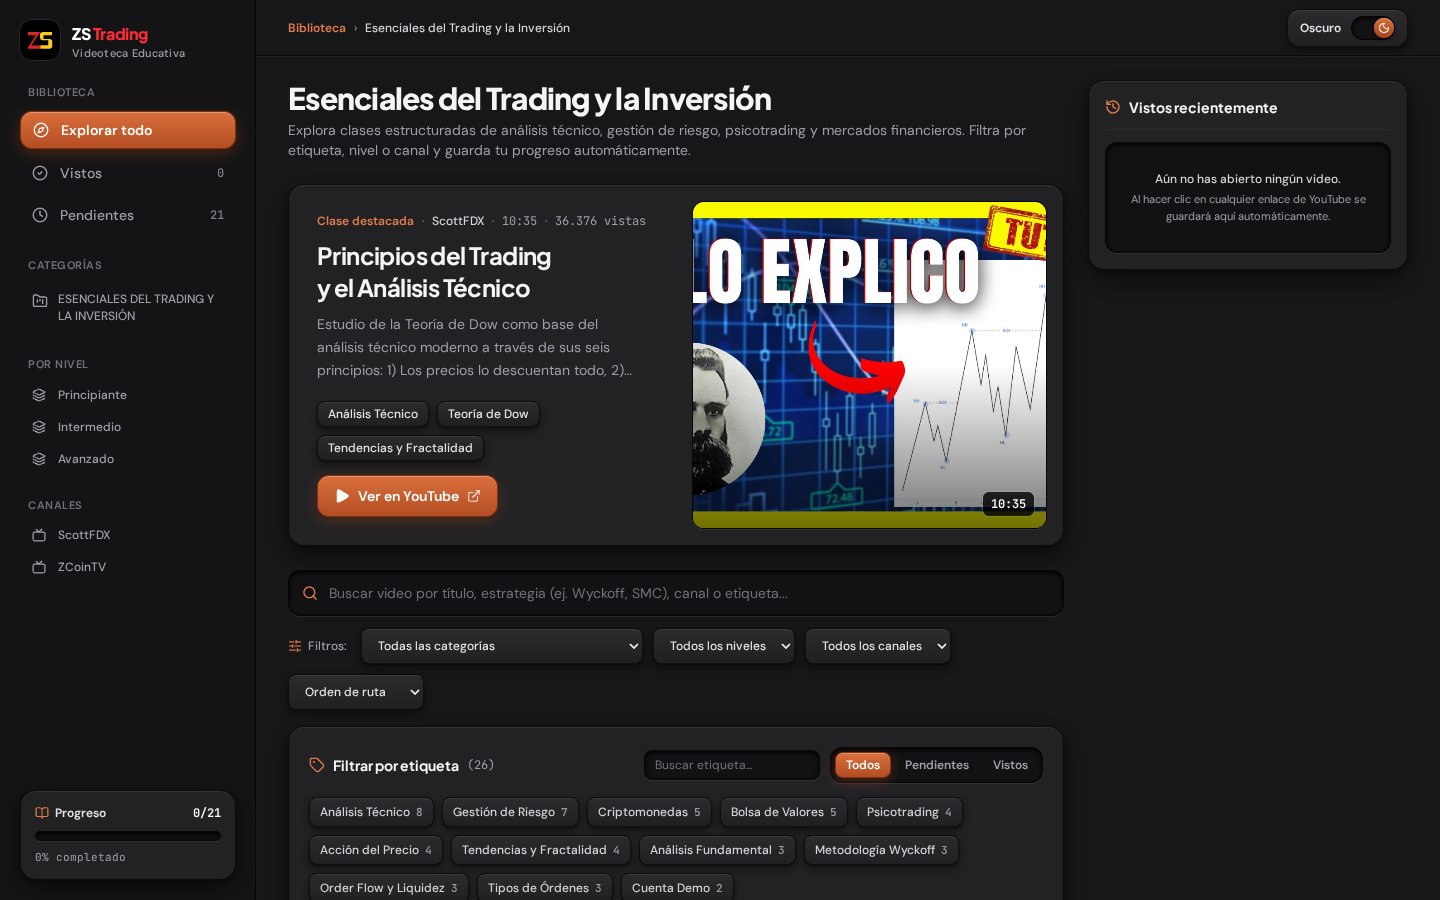 ZS
ZS Trading
Videoteca Educativa
BIBLIOTECA
Explorar todo
Vistos 0
Pendientes 21
CATEGORÍAS
ESENCIALES DEL TRADING Y
LA INVERSIÓN
POR NIVEL
Principiante
Intermedio
Avanzado
CANALES
ScottFDX
ZCoinTV
Progreso 0/21
0% completado
Biblioteca › Esenciales del Trading y la Inversión
Oscuro
Esenciales del Trading y la Inversión
Explora clases estructuradas de análisis técnico, gestión de riesgo, psicotrading y mercados financieros. Filtra por
etiqueta, nivel o canal y guarda tu progreso automáticamente.
Clase destacada · ScottFDX · 10:35 · 36.376 vistas
Principios del Trading
y el Análisis Técnico
Estudio de la Teoría de Dow como base del
análisis técnico moderno a través de sus seis
principios: 1) Los precios lo descuentan todo, 2)…
Análisis Técnico
Teoría de Dow
Tendencias y Fractalidad
Ver en YouTube
LO EXPLICO
TUT
72.48
10:35
Buscar video por título, estrategia (ej. Wyckoff, SMC), canal o etiqueta...
Filtros:
Todas las categorías
Todos los niveles
Todos los canales
Orden de ruta
Filtrar por etiqueta (26)
Buscar etiqueta...
Todos
Pendientes
Vistos
Análisis Técnico 8
Gestión de Riesgo 7
Criptomonedas 5
Bolsa de Valores 5
Psicotrading 4
Acción del Precio 4
Tendencias y Fractalidad 4
Análisis Fundamental 3
Metodología Wyckoff 3
Order Flow y Liquidez 3
Tipos de Órdenes 3
Cuenta Demo 2
Vistos recientemente
Aún no has abierto ningún video.
Al hacer clic en cualquier enlace de YouTube se
guardará aquí automáticamente.